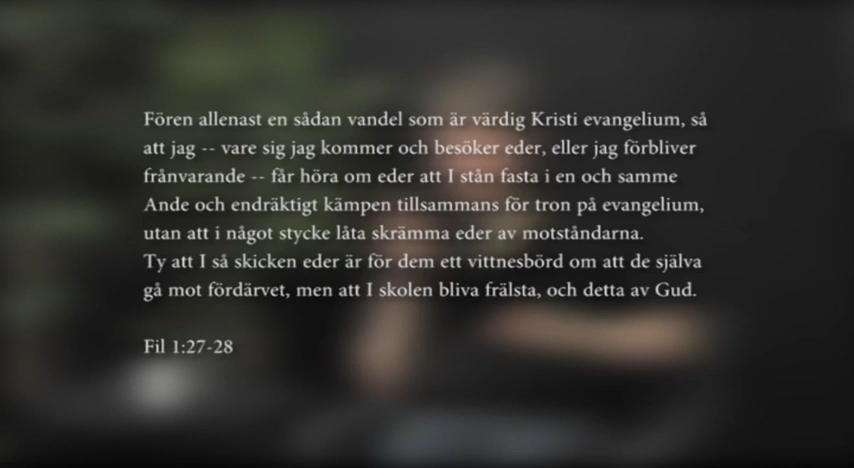 Fören allenast en sådan vandel som är värdig Kristi evangelium, så
att jag -- vare sig jag kommer och besöker eder, eller jag förbliver
frånvarande -- får höra om eder att I stån fasta i en och samme
Ande och endräktigt kämpen tillsammans för tron på evangelium,
utan att i något stycke låta skrämma eder av motståndarna.
Ty att I så skicken eder är för dem ett vittnesbörd om att de själva
gå mot fördärvet, men att I skolen bliva frälsta, och detta av Gud.
Fil 1:27-28